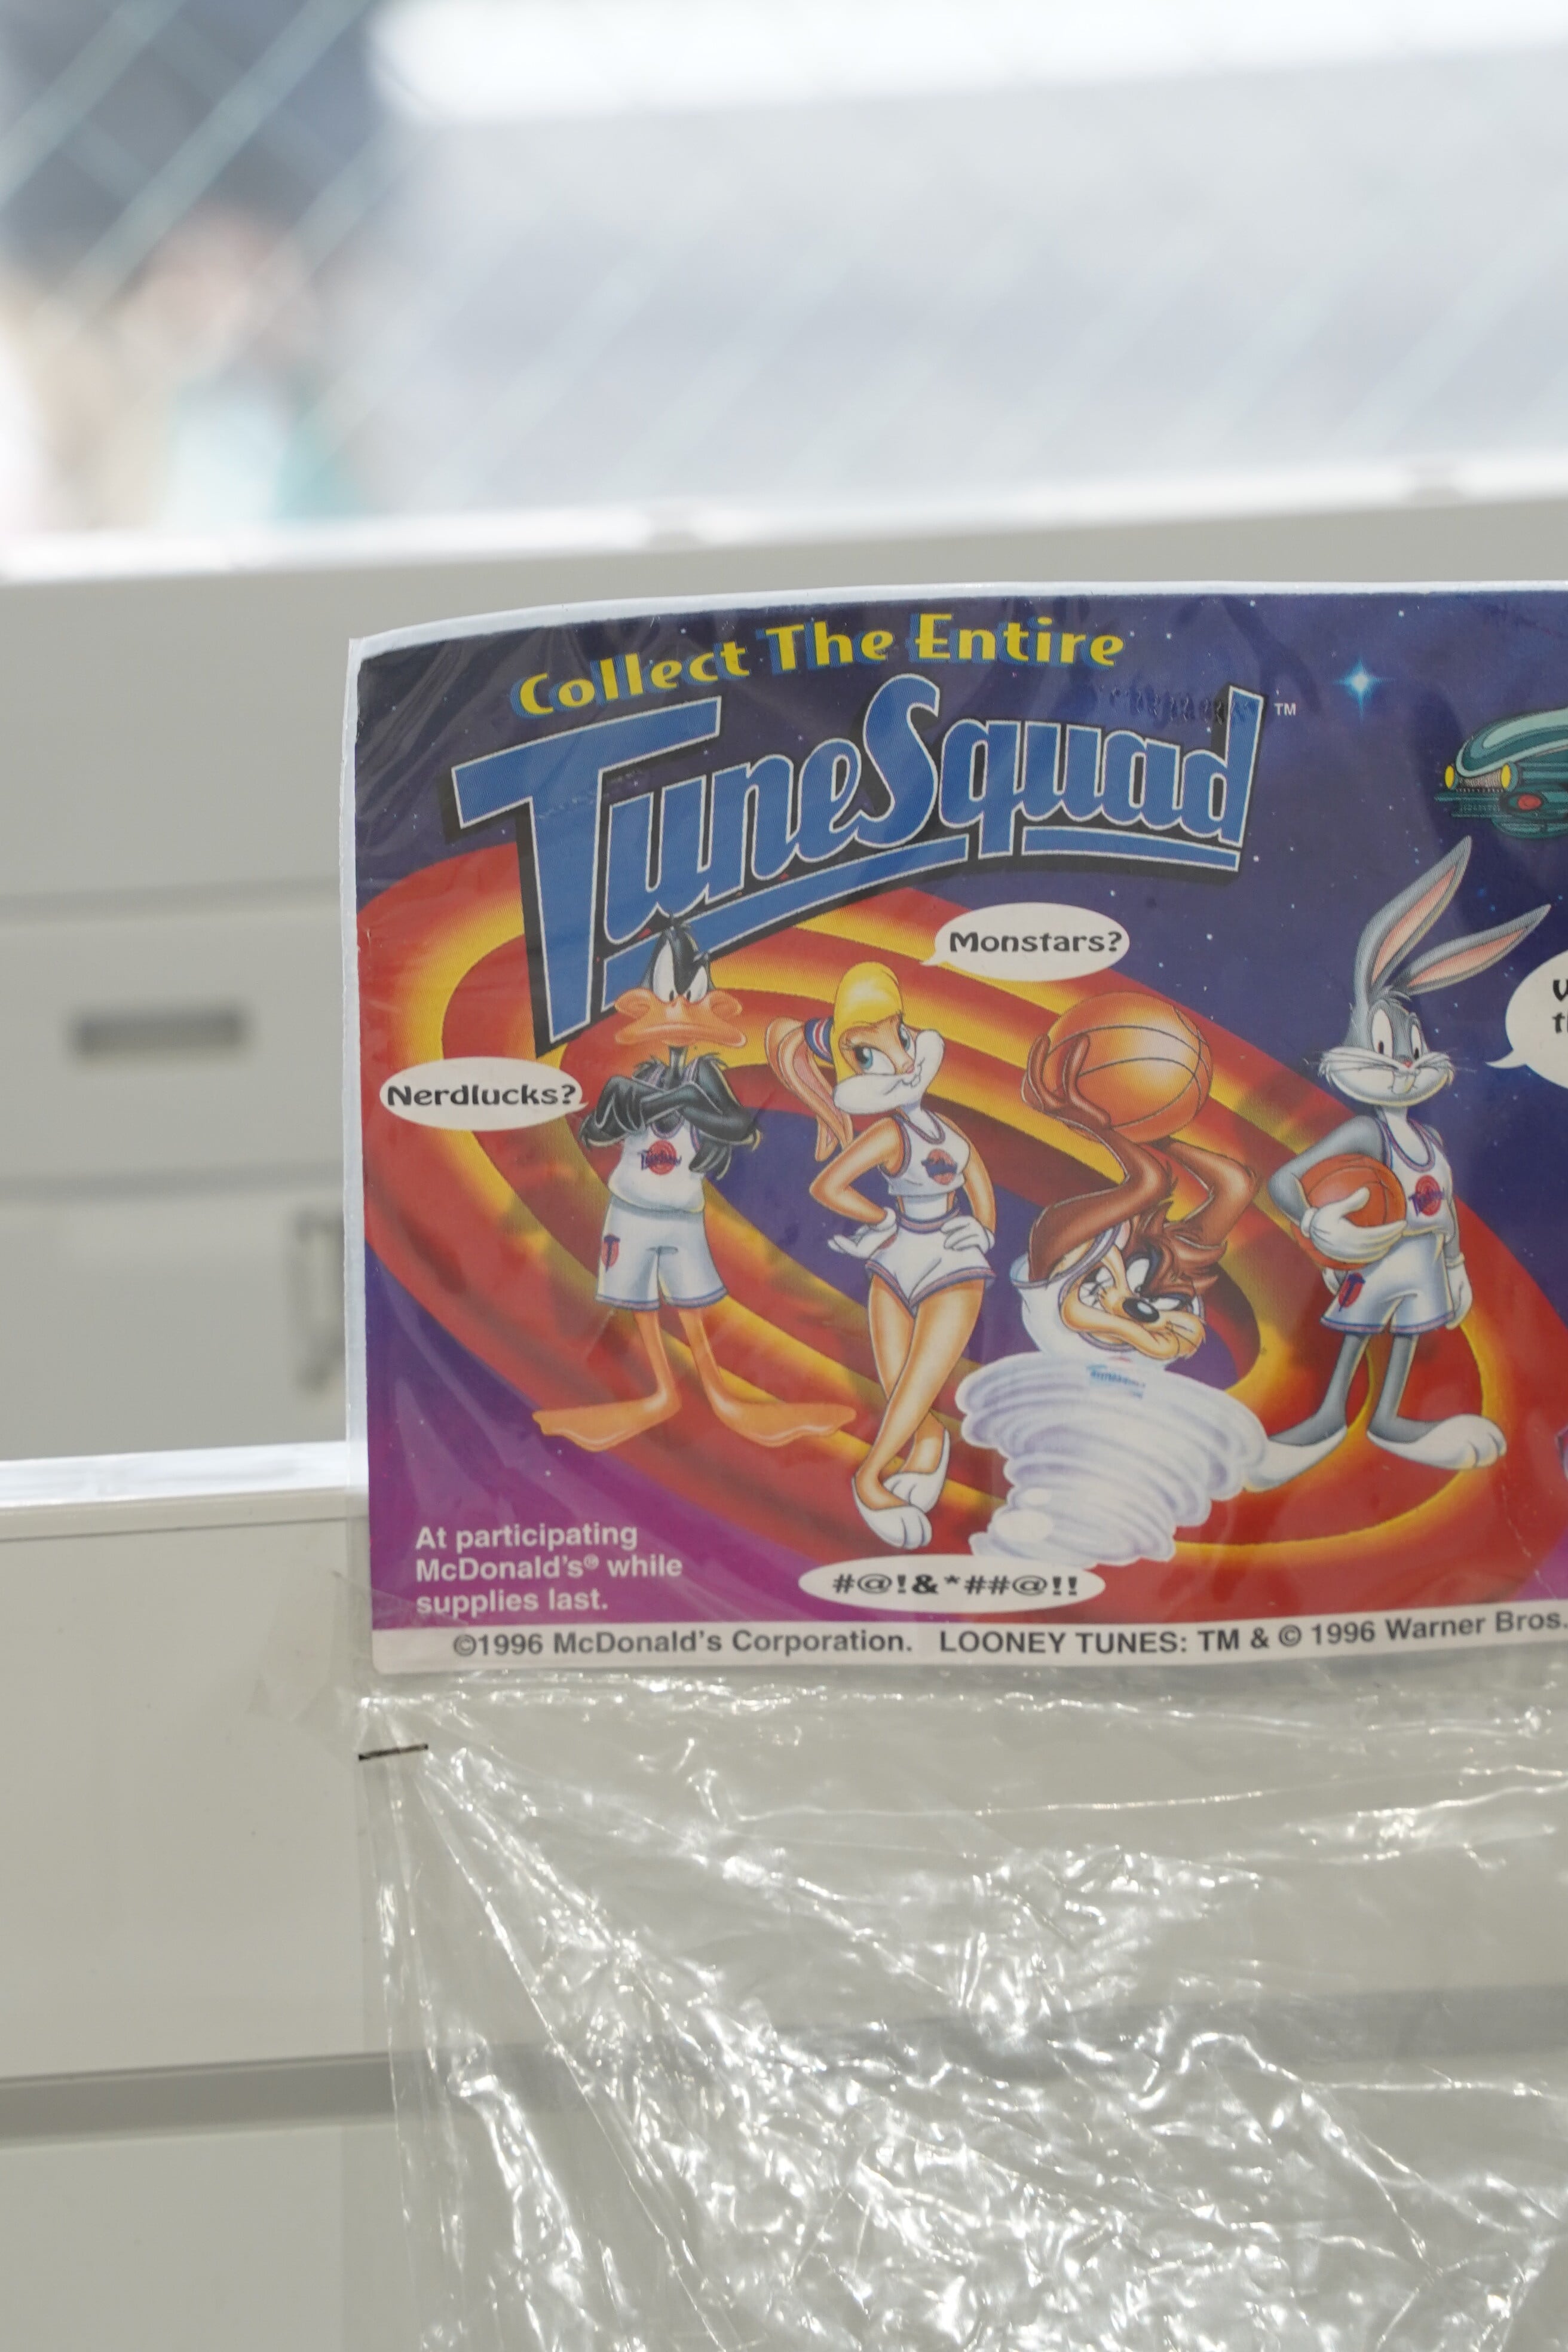 Collect The Entire
TuneSquad™
Monstars?
Nerdlucks?
At participating
McDonald's® while
supplies last.
#@!&*##@!!
©1996 McDonald's Corporation. LOONEY TUNES: TM & © 1996 Warner Bros.